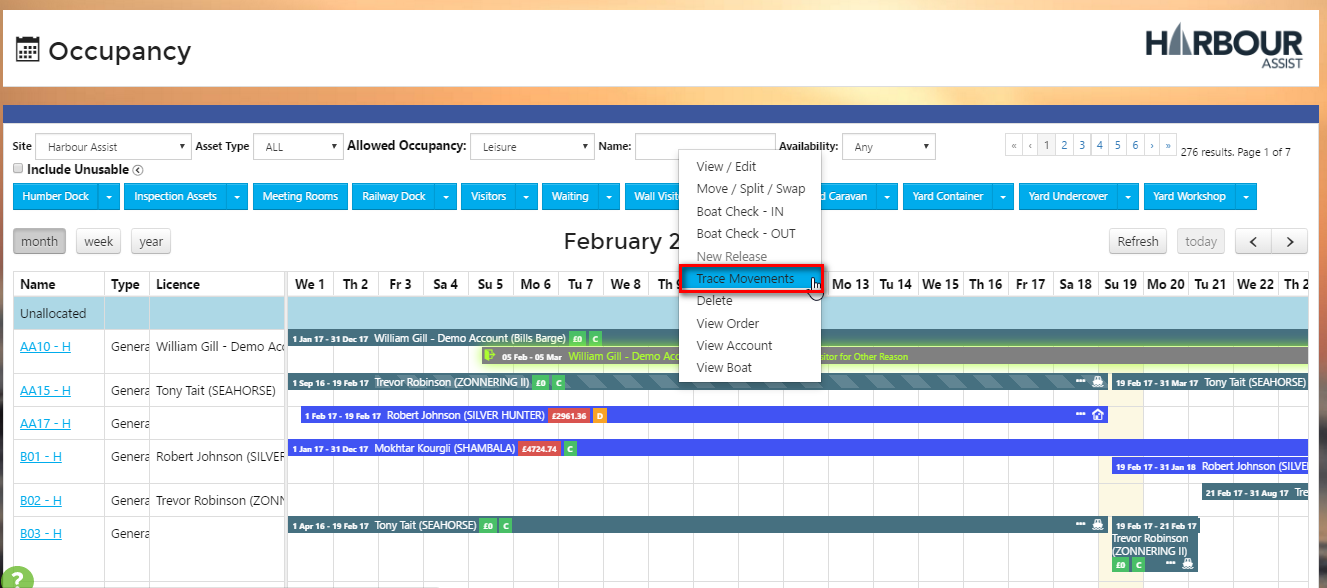 Occupancy
HARBOUR
ASSIST
Site Harbour Assist Asset Type ALL Allowed Occupancy: Leisure Name: Availability: Any « ‹ 1 2 3 4 5 6 › » 276 results. Page 1 of 7
Include Unusable
Humber Dock Inspection Assets Meeting Rooms Railway Dock Visitors Waiting Wall Visit d Caravan Yard Container Yard Undercover Yard Workshop
View / Edit
Move / Split / Swap
Boat Check - IN
Boat Check - OUT
New Release
Trace Movements
Delete
View Order
View Account
View Boat
month week year February 2 Refresh today < >
Name Type Licence We 1 Th 2 Fr 3 Sa 4 Su 5 Mo 6 Tu 7 We 8 Th 9 Mo 13 Tu 14 We 15 Th 16 Fr 17 Sa 18 Su 19 Mo 20 Tu 21 We 22 Th 2
Unallocated
AA10 - H Genera William Gill - Demo Acc 1 Jan 17 - 31 Dec 17 William Gill - Demo Account (Bills Barge) £0 C
05 Feb - 05 Mar William Gill - Demo Acc sitor for Other Reason
AA15 - H Genera Tony Tait (SEAHORSE) 1 Sep 16 - 19 Feb 17 Trevor Robinson (ZONNERING II) £0 C 19 Feb 17 - 31 Mar 17 Tony Tait (SEAHORSE)
AA17 - H Genera 1 Feb 17 - 19 Feb 17 Robert Johnson (SILVER HUNTER) £2961.36 D
B01 - H Genera Robert Johnson (SILVER 1 Jan 17 - 31 Dec 17 Mokhtar Kourgli (SHAMBALA) £4724.74 C
19 Feb 17 - 31 Jan 18 Robert Johnson (SILVE
B02 - H Genera Trevor Robinson (ZONN 21 Feb 17 - 31 Aug 17 Tre
B03 - H Genera 1 Apr 16 - 19 Feb 17 Tony Tait (SEAHORSE) £0 C 19 Feb 17 - 21 Feb 17
Trevor Robinson
(ZONNERING II)
£0 C
?